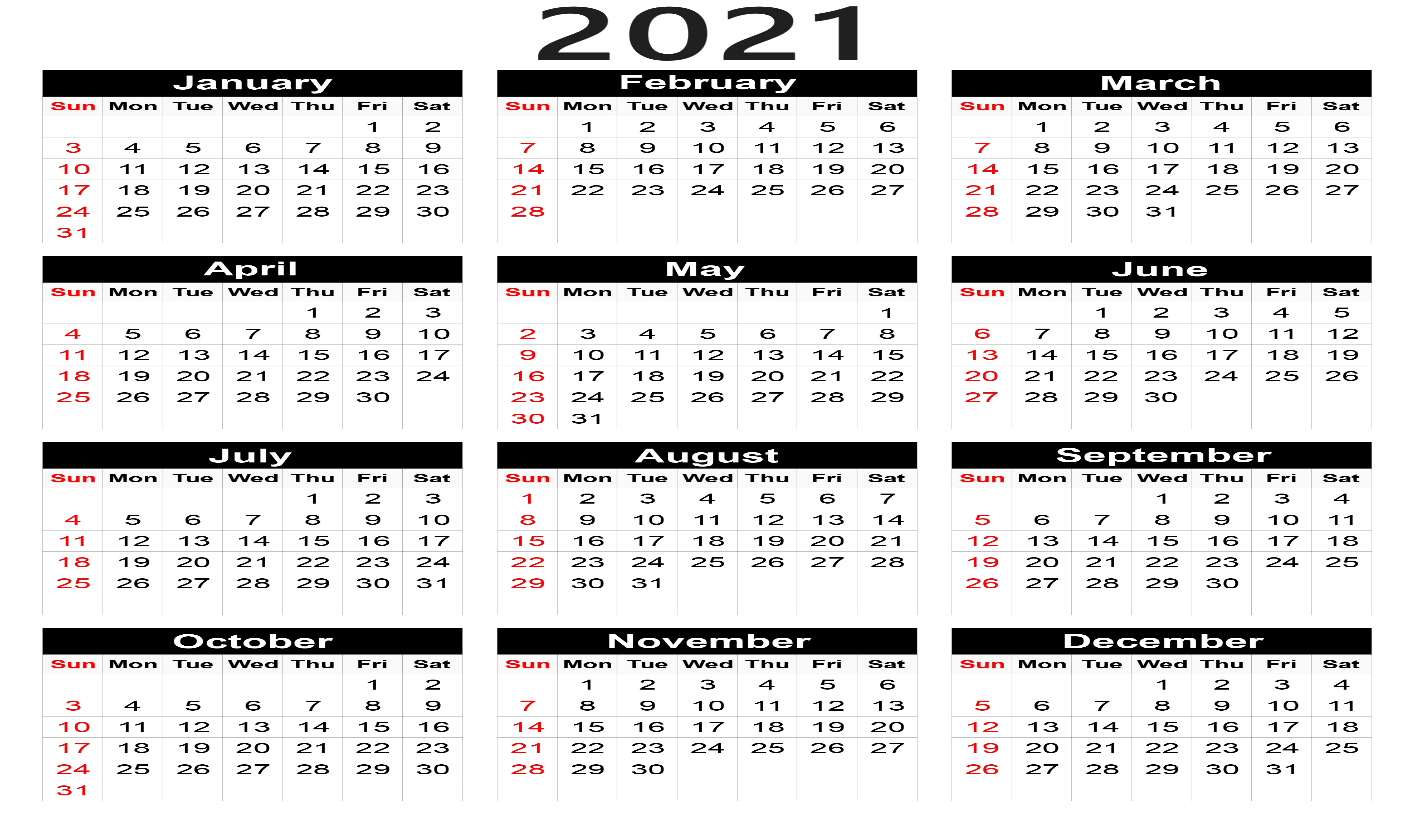 2021
January February March
Sun Mon Tue Wed Thu Fri Sat Sun Mon Tue Wed Thu Fri Sat Sun Mon Tue Wed Thu Fri Sat
1 2 1 2 3 4 5 6 1 2 3 4 5 6
3 4 5 6 7 8 9 7 8 9 10 11 12 13 7 8 9 10 11 12 13
10 11 12 13 14 15 16 14 15 16 17 18 19 20 14 15 16 17 18 19 20
17 18 19 20 21 22 23 21 22 23 24 25 26 27 21 22 23 24 25 26 27
24 25 26 27 28 29 30 28 28 29 30 31
31
April May June
Sun Mon Tue Wed Thu Fri Sat Sun Mon Tue Wed Thu Fri Sat Sun Mon Tue Wed Thu Fri Sat
1 2 3 1 1 2 3 4 5
4 5 6 7 8 9 10 2 3 4 5 6 7 8 6 7 8 9 10 11 12
11 12 13 14 15 16 17 9 10 11 12 13 14 15 13 14 15 16 17 18 19
18 19 20 21 22 23 24 16 17 18 19 20 21 22 20 21 22 23 24 25 26
25 26 27 28 29 30 23 24 25 26 27 28 29 27 28 29 30
30 31
July August September
Sun Mon Tue Wed Thu Fri Sat Sun Mon Tue Wed Thu Fri Sat Sun Mon Tue Wed Thu Fri Sat
1 2 3 1 2 3 4 5 6 7 1 2 3 4
4 5 6 7 8 9 10 8 9 10 11 12 13 14 5 6 7 8 9 10 11
11 12 13 14 15 16 17 15 16 17 18 19 20 21 12 13 14 15 16 17 18
18 19 20 21 22 23 24 22 23 24 25 26 27 28 19 20 21 22 23 24 25
25 26 27 28 29 30 31 29 30 31 26 27 28 29 30
October November December
Sun Mon Tue Wed Thu Fri Sat Sun Mon Tue Wed Thu Fri Sat Sun Mon Tue Wed Thu Fri Sat
1 2 1 2 3 4 5 6 1 2 3 4
3 4 5 6 7 8 9 7 8 9 10 11 12 13 5 6 7 8 9 10 11
10 11 12 13 14 15 16 14 15 16 17 18 19 20 12 13 14 15 16 17 18
17 18 19 20 21 22 23 21 22 23 24 25 26 27 19 20 21 22 23 24 25
24 25 26 27 28 29 30 28 29 30 26 27 28 29 30 31
31